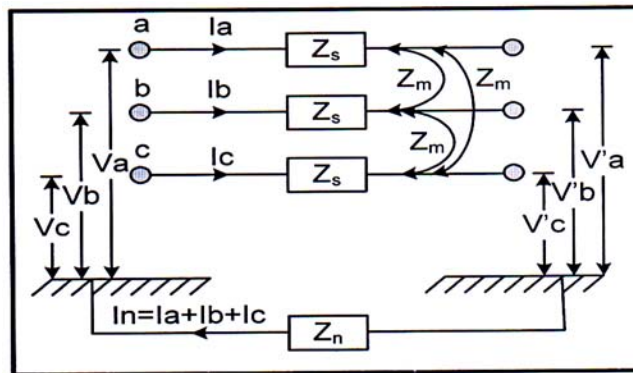 a Ia Zs
Zm Zm
b Ib Zs
Zm
c Ic Zs
Va
Vb
Vc
V'a
V'b
V'c
In=Ia+Ib+Ic Zn